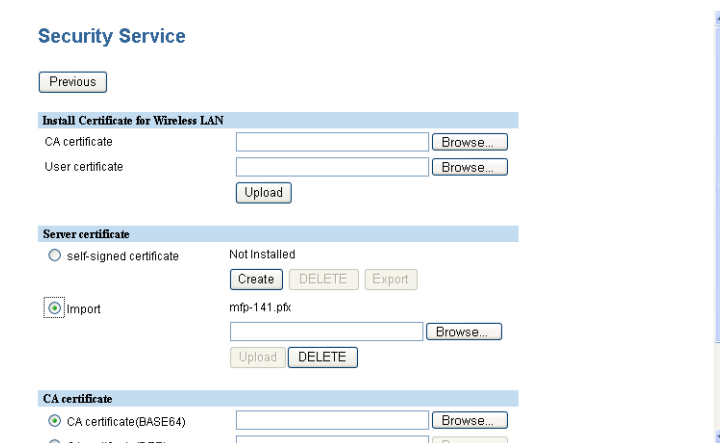 Security Service
Previous
Install Certificate for Wireless LAN
CA certificate Browse...
User certificate Browse...
Upload
Server certificate
self-signed certificate Not Installed
Create DELETE Export
Import mfp-141.pfx
Browse...
Upload DELETE
CA certificate
CA certificate(BASE64) Browse...